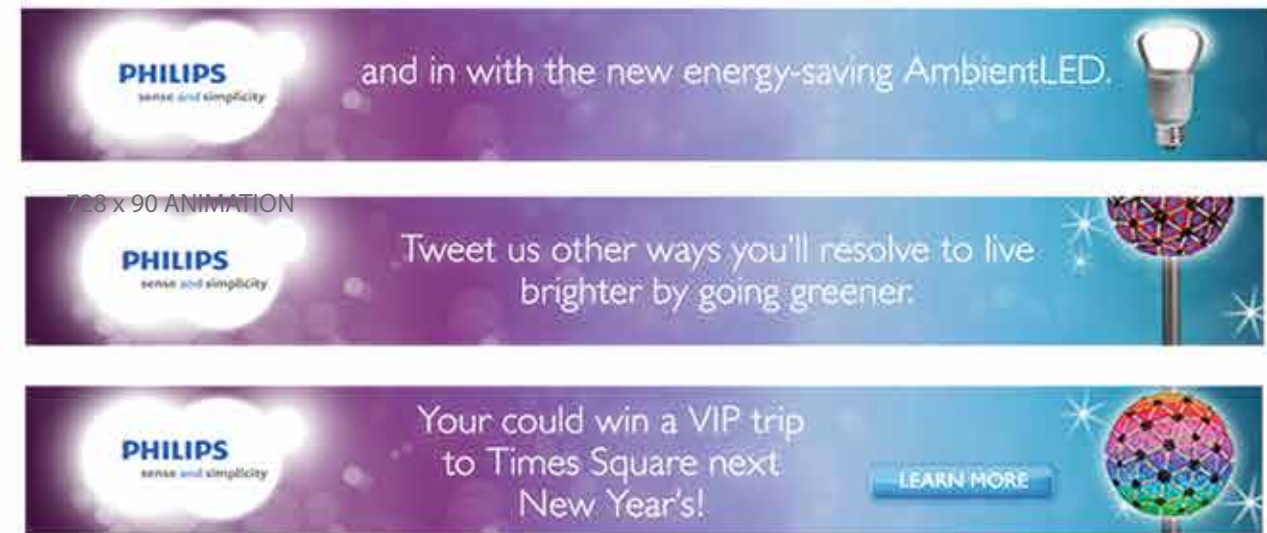 PHILIPS
sense and simplicity
and in with the new energy-saving AmbientLED.
728 x 90 ANIMATION
PHILIPS
sense and simplicity
Tweet us other ways you'll resolve to live
brighter by going greener.
PHILIPS
sense and simplicity
Your could win a VIP trip
to Times Square next
New Year's!
LEARN MORE